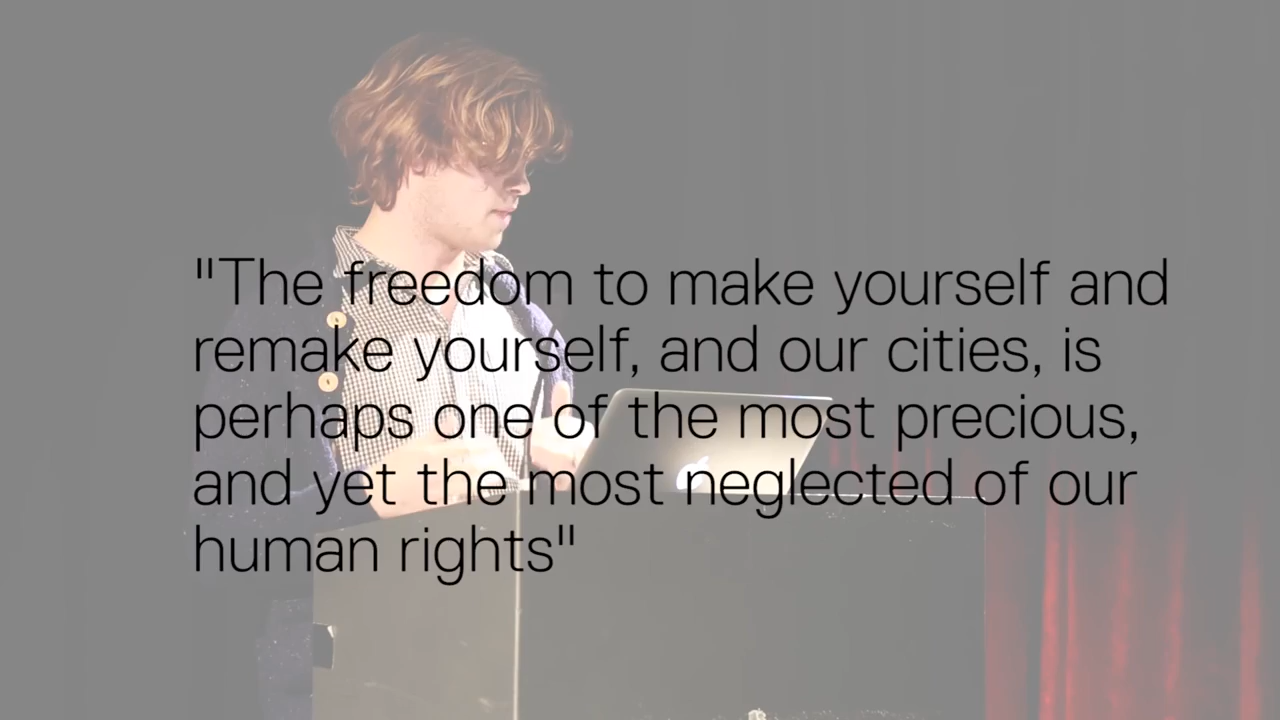 "The freedom to make yourself and
remake yourself, and our cities, is
perhaps one of the most precious,
and yet the most neglected of our
human rights"